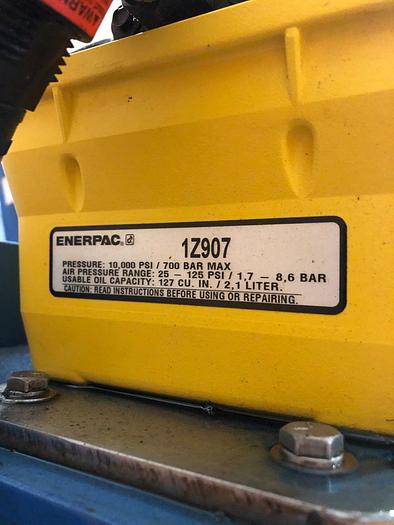 WARN
ENERPAC®
1Z907
PRESSURE: 10,000 PSI / 700 BAR MAX
AIR PRESSURE RANGE: 25 – 125 PSI / 1,7 – 8,6 BAR
USABLE OIL CAPACITY: 127 CU. IN. / 2,1 LITER.
CAUTION: READ INSTRUCTIONS BEFORE USING OR REPAIRING.